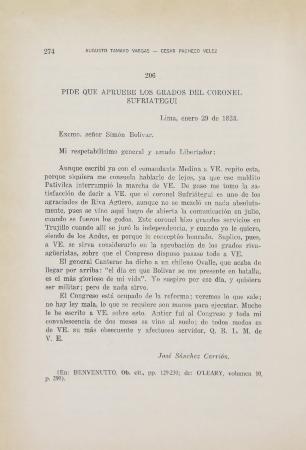 274
AUGUSTO TAMAYO VARGAS — CESAR PACHECO VELEZ
206
PIDE QUE APRUEBE LOS GRADOS DEL CORONEL
SUFRIATEGUI
Lima, enero 29 de 1824.
Excmo. señor Simón Bolívar.
Mi respetabilísimo general y amado Libertador:
Aunque escribí ya con el comandante Medina a VE. repito esta,
porque siquiera me consuela hablarle de lejos, ya que ese maldito
Pativilca interrumpió la marcha de VE. De paso me tomo la sa-
tisfacción de decir a VE. que el coronel Sufriategui es uno de los
agraciados de Riva Agüero, aunque no se mezcló en nada absoluta-
mente, pues se vino aquí luego de abierta la comunicación en julio,
cuando se fueron los godos. Este coronel hizo grandes servicios en
Trujillo cuando allí se juró la independencia, y cuando yo le quiero,
siendo de los Andes, es porque le recceptéo honrado. Suplico, pues,
a VE. se sirva considerarlo en la aprobación de los grados riva-
agüeristas, sobre que el Congreso dispuso pasase todo a VE.
El general Canterac ha dicho a un chileno Ovalle, que acaba de
llegar por arriba: "el día en que Bolívar se me presente en batalla,
es el más glorioso de mi vida". Yo suspiro por ese día, y quisiera
ser militar; pero de nada sirvo.
El Congreso está ocupado de la reforma; veremos lo que sale;
no hay ley mala, lo que se requiere son manos para ejecutar. Mucho
le he escrito a VE. sobre esto. Antier fuí al Congreso y toda mi
convalescencia de dos meses se vino al suelo; de todos modos es
de VE. su más obsecuente y afectuoso servidor, Q. B. L. M. de
V. E.
José Sánchez Carrión.
(En: BENVENUTTO, Ob. cit., pp. 129-230; de: O'LEARY, volumen 10,
p. 250).